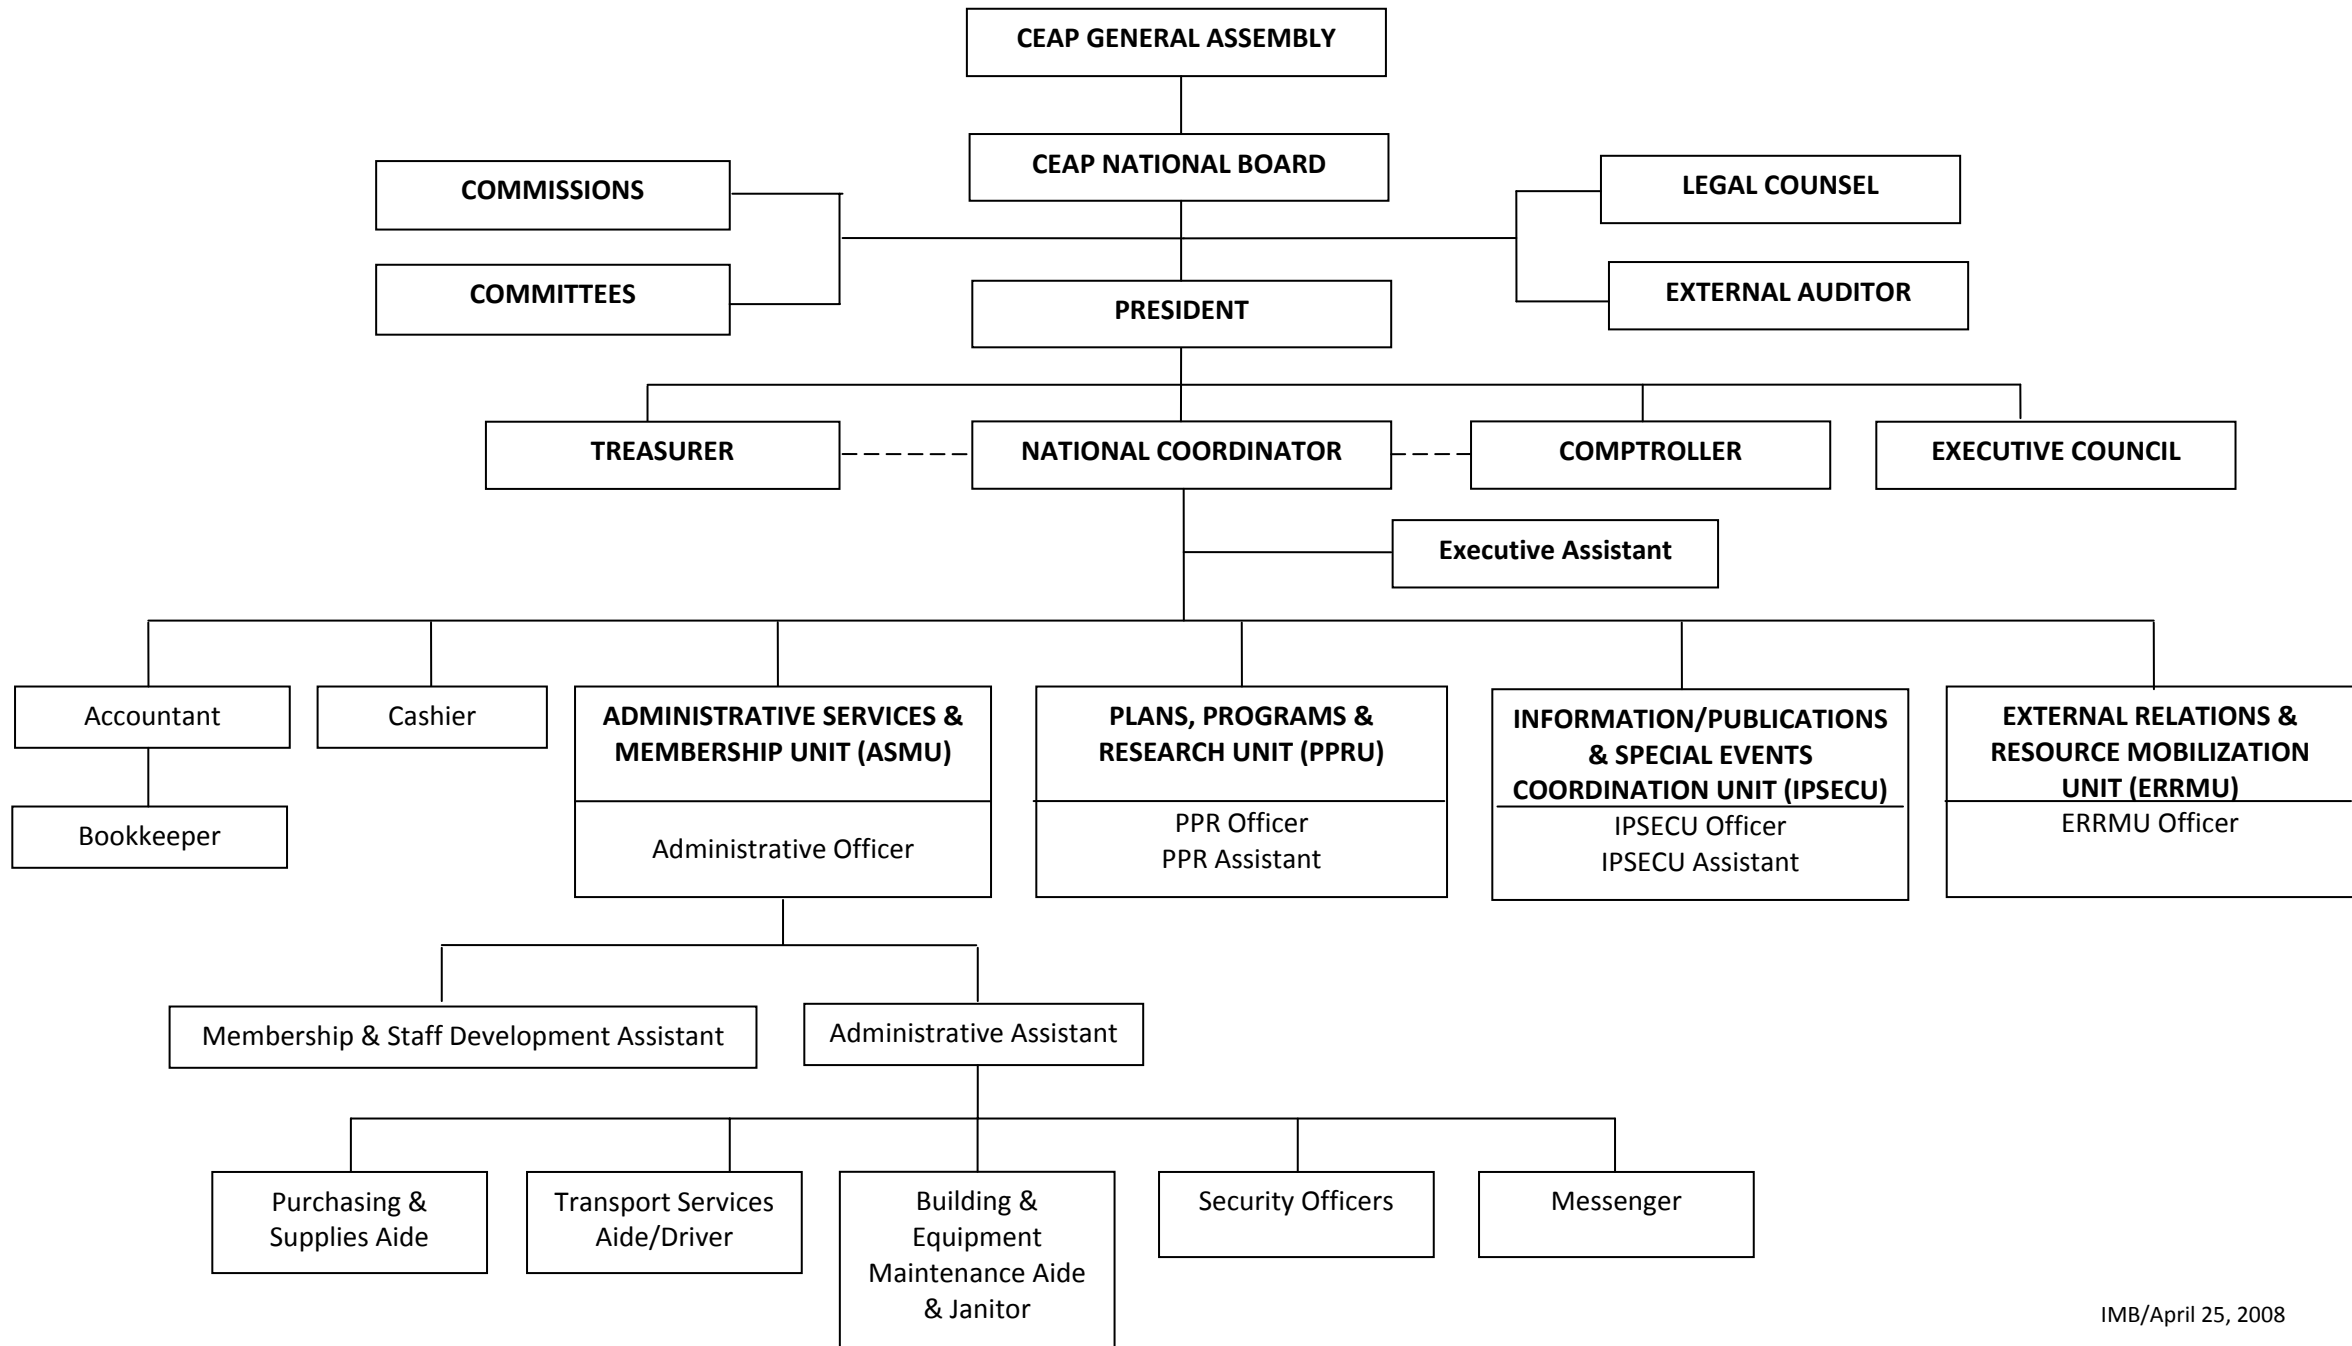 CEAP GENERAL ASSEMBLY
CEAP NATIONAL BOARD
COMMISSIONS
LEGAL COUNSEL
COMMITTEES
EXTERNAL AUDITOR
PRESIDENT
TREASURER
NATIONAL COORDINATOR
COMPTROLLER
EXECUTIVE COUNCIL
Executive Assistant
Accountant
Cashier
ADMINISTRATIVE SERVICES &
MEMBERSHIP UNIT (ASMU)
Administrative Officer
PLANS, PROGRAMS &
RESEARCH UNIT (PPRU)
PPR Officer
PPR Assistant
INFORMATION/PUBLICATIONS
& SPECIAL EVENTS
COORDINATION UNIT (IPSECU)
IPSECU Officer
IPSECU Assistant
EXTERNAL RELATIONS &
RESOURCE MOBILIZATION
UNIT (ERRMU)
ERRMU Officer
Bookkeeper
Membership & Staff Development Assistant
Administrative Assistant
Purchasing &
Supplies Aide
Transport Services
Aide/Driver
Building &
Equipment
Maintenance Aide
& Janitor
Security Officers
Messenger
IMB/April 25, 2008